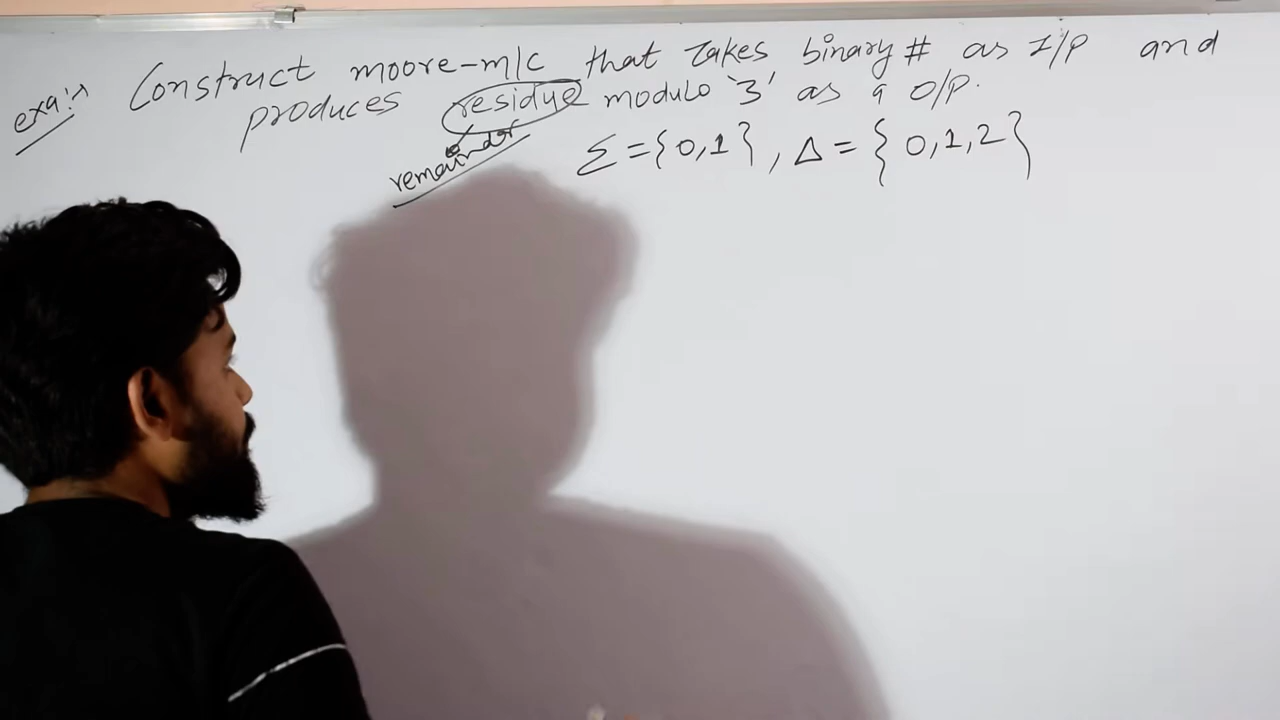 exa:→ Construct moore-m/c that Takes binary # as I/P and
produces residue modulo '3' as a O/P.
remainder
Σ = {0,1}, Δ = {0,1,2}